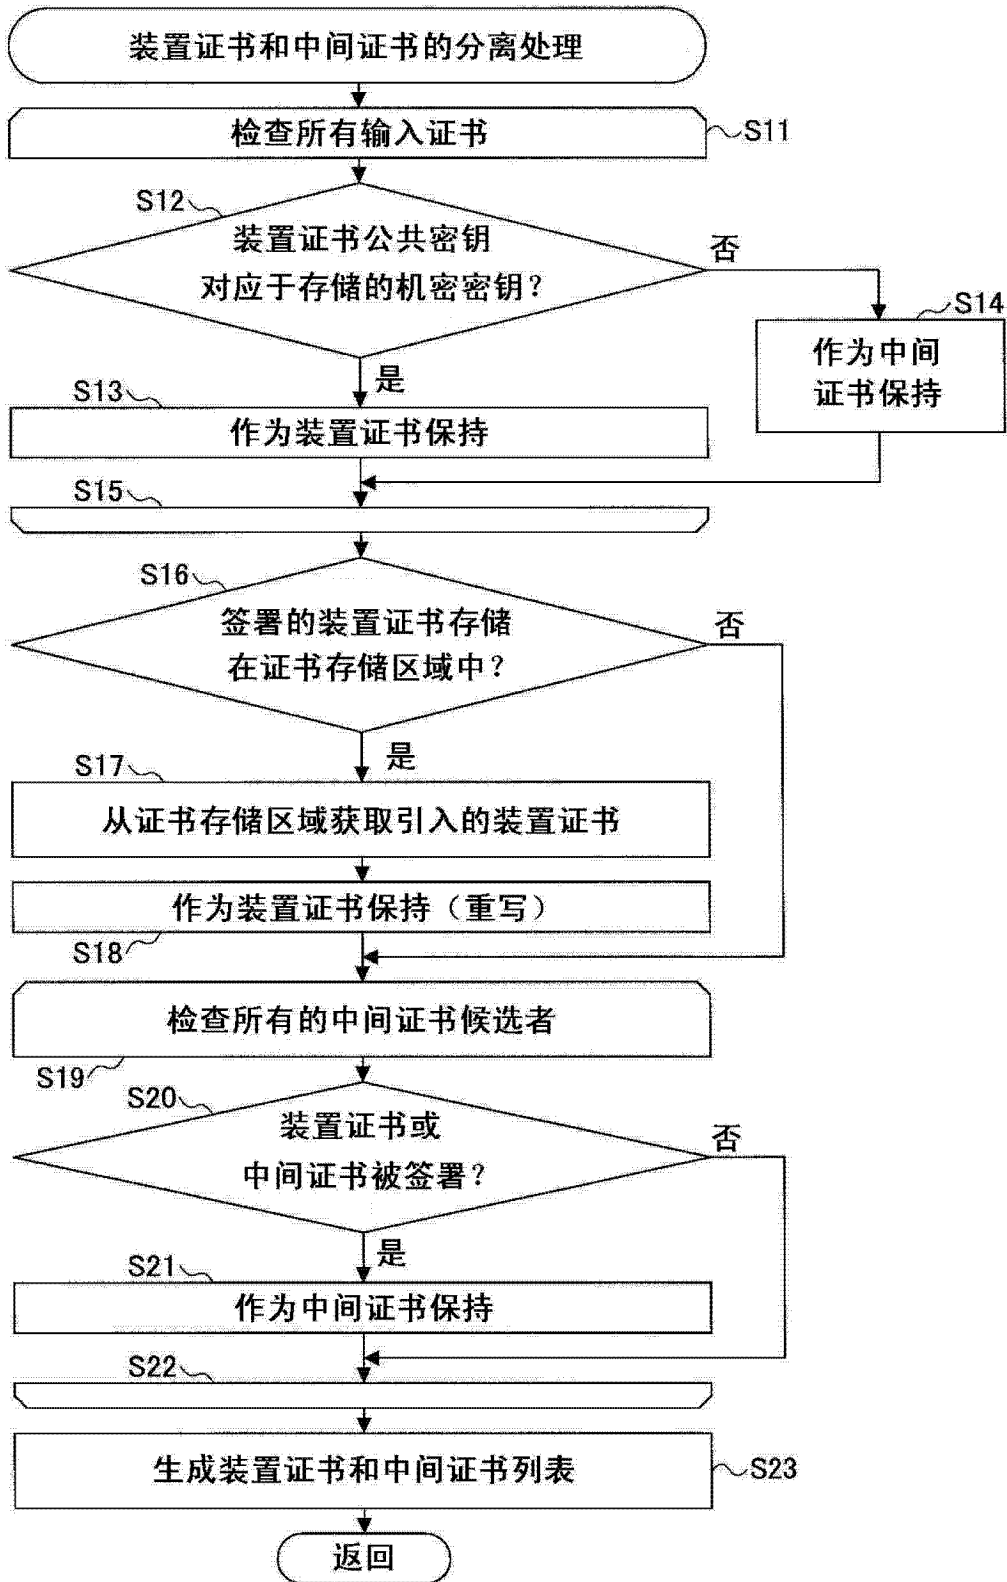 装置证书和中间证书的分离处理
检查所有输入证书
S11
S12
装置证书公共密钥
对应于存储的机密密钥？
否
S14
作为中间
证书保持
是
S13
作为装置证书保持
S15
S16
签署的装置证书存储
在证书存储区域中？
否
是
S17
从证书存储区域获取引入的装置证书
作为装置证书保持（重写）
S18
检查所有的中间证书候选者
S19
S20
装置证书或
中间证书被签署？
否
是
S21
作为中间证书保持
S22
生成装置证书和中间证书列表
S23
返回